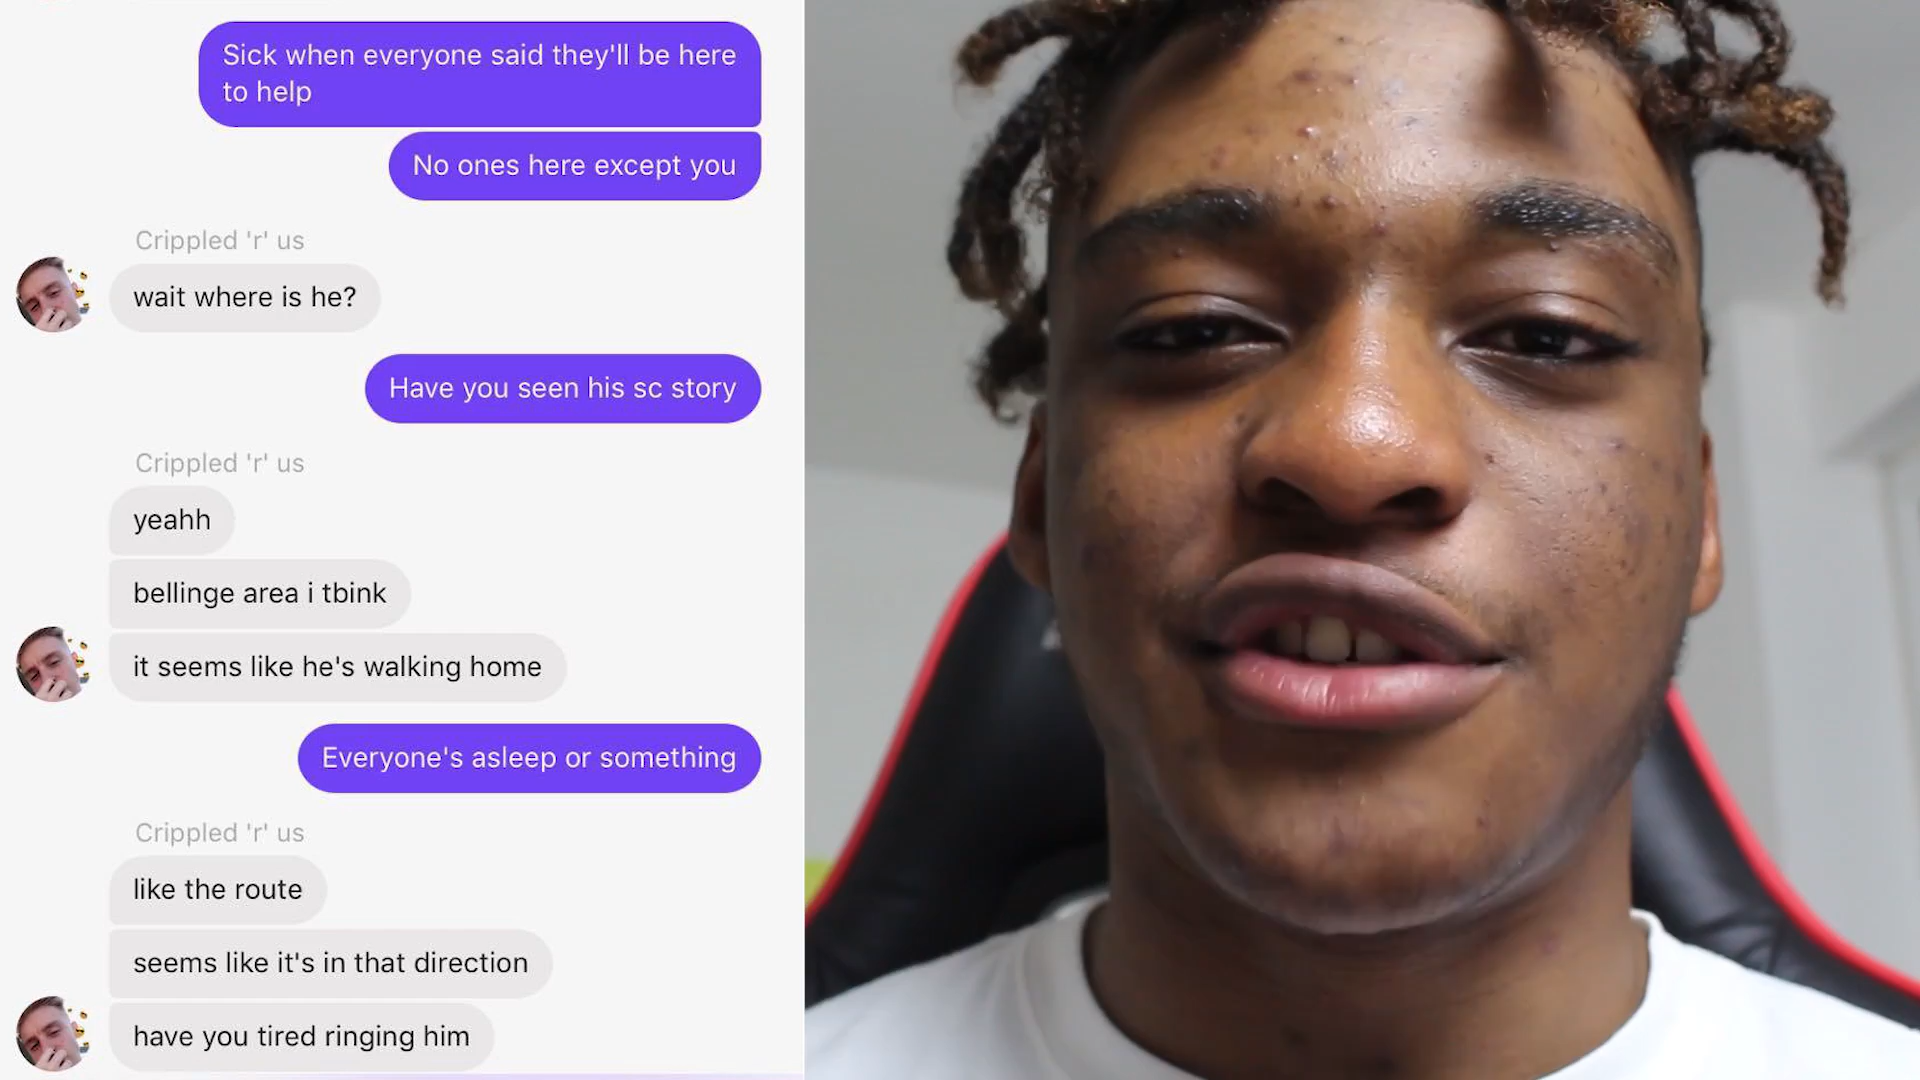 Sick when everyone said they'll be here
to help
No ones here except you
Crippled 'r' us
wait where is he?
Have you seen his sc story
Crippled 'r' us
yeahh
bellinge area i tbink
it seems like he's walking home
Everyone's asleep or something
Crippled 'r' us
like the route
seems like it's in that direction
have you tired ringing him